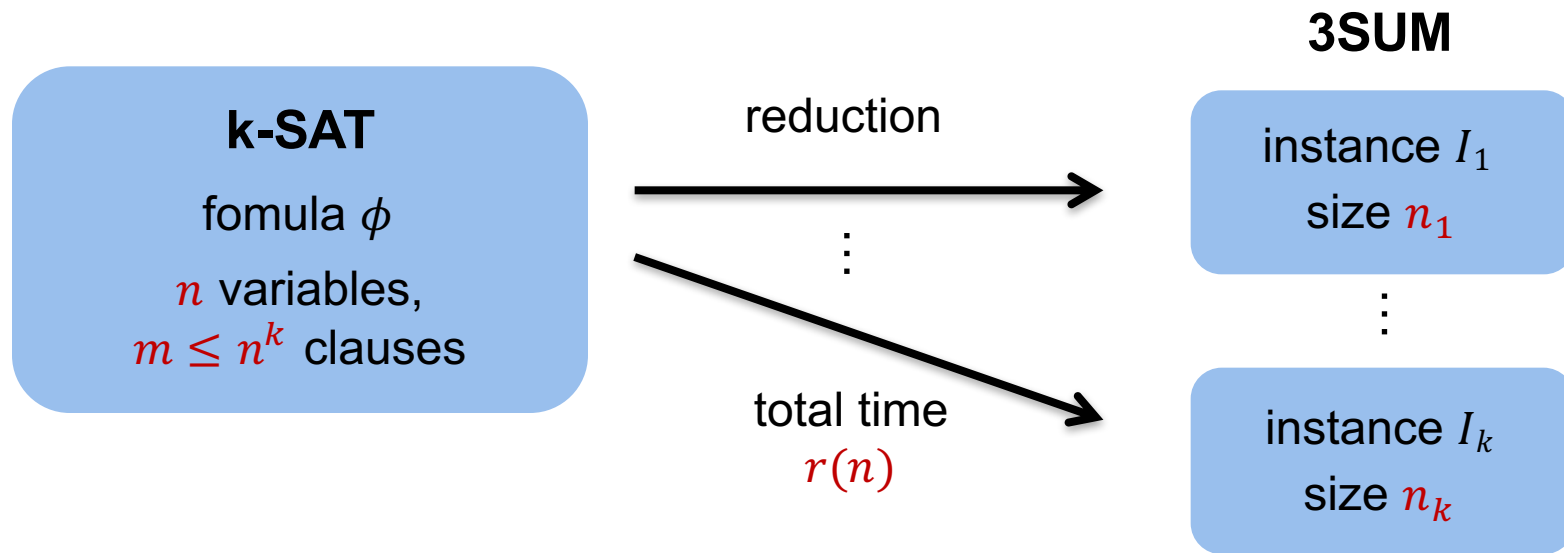 3SUM
k-SAT
fomula ϕ
n variables,
m ≤ n^k clauses
reduction
⋮
total time
r(n)
instance I_1
size n_1
⋮
instance I_k
size n_k